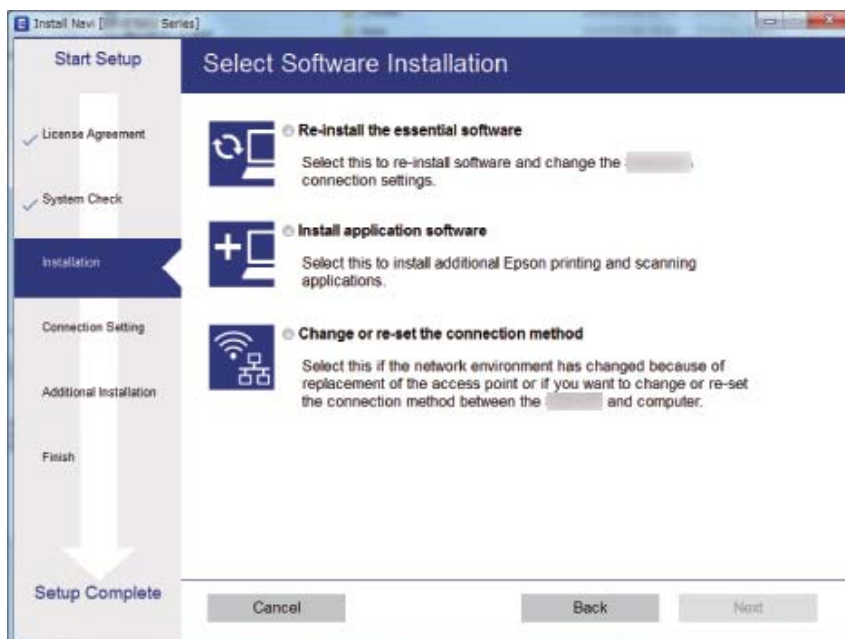 E Install Navi [ Series]
Start Setup
Select Software Installation
License Agreement
System Check
Installation
Connection Setting
Additional Installation
Finish
Setup Complete
Re-install the essential software
Select this to re-install software and change the
connection settings.
Install application software
Select this to install additional Epson printing and scanning
applications.
Change or re-set the connection method
Select this if the network environment has changed because of
replacement of the access point or if you want to change or re-set
the connection method between the and computer.
Cancel
Back
Next